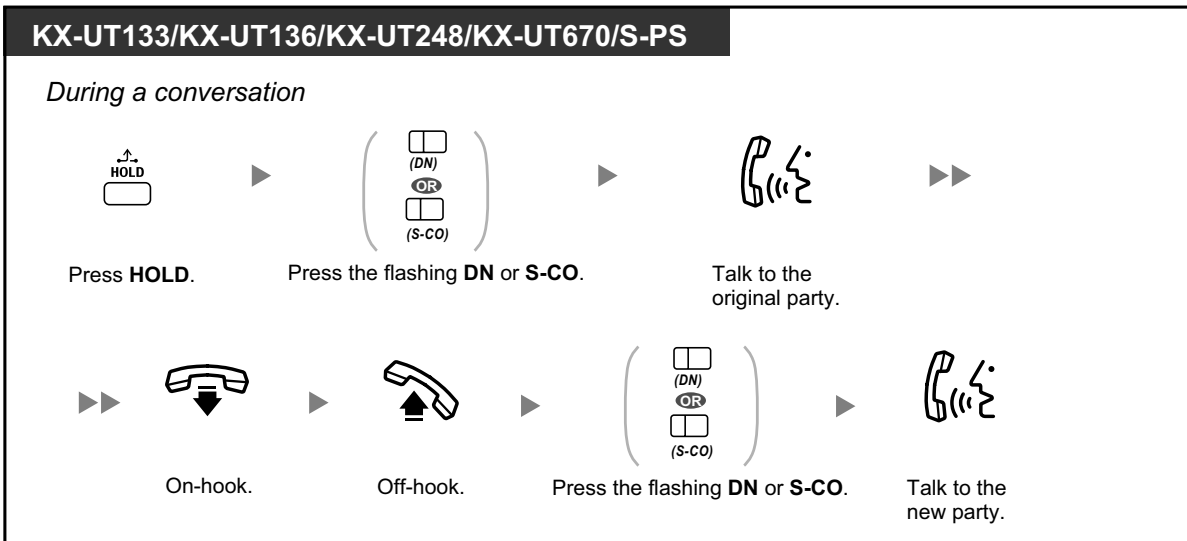 KX-UT133/KX-UT136/KX-UT248/KX-UT670/S-PS
During a conversation
HOLD
(DN)
OR
(S-CO)
Press HOLD.
Press the flashing DN or S-CO.
Talk to the
original party.
(DN)
OR
(S-CO)
On-hook.
Off-hook.
Press the flashing DN or S-CO.
Talk to the
new party.